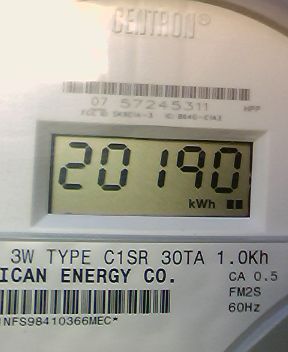 CENTRON®
07 57245311 HPP
20190
kWh
3W TYPE C1SR 30TA 1.0Kh
ICAN ENERGY CO. CA 0.5
FM2S
NFS98410366MEC* 60Hz